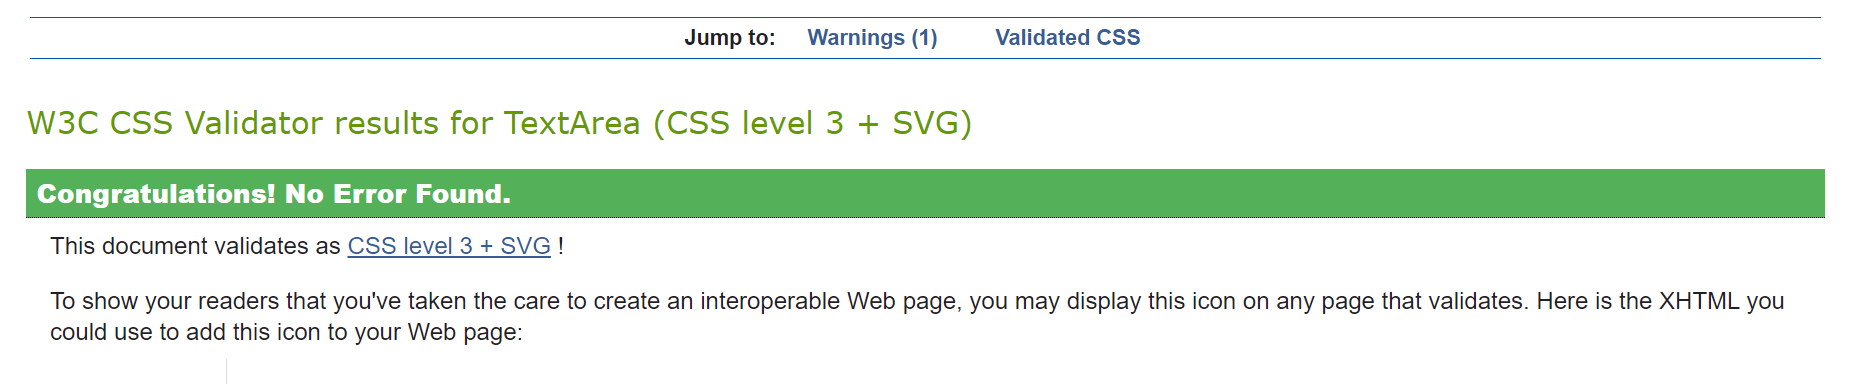 Jump to: Warnings (1) Validated CSS
W3C CSS Validator results for TextArea (CSS level 3 + SVG)
Congratulations! No Error Found.
This document validates as CSS level 3 + SVG !
To show your readers that you've taken the care to create an interoperable Web page, you may display this icon on any page that validates. Here is the XHTML you
could use to add this icon to your Web page: